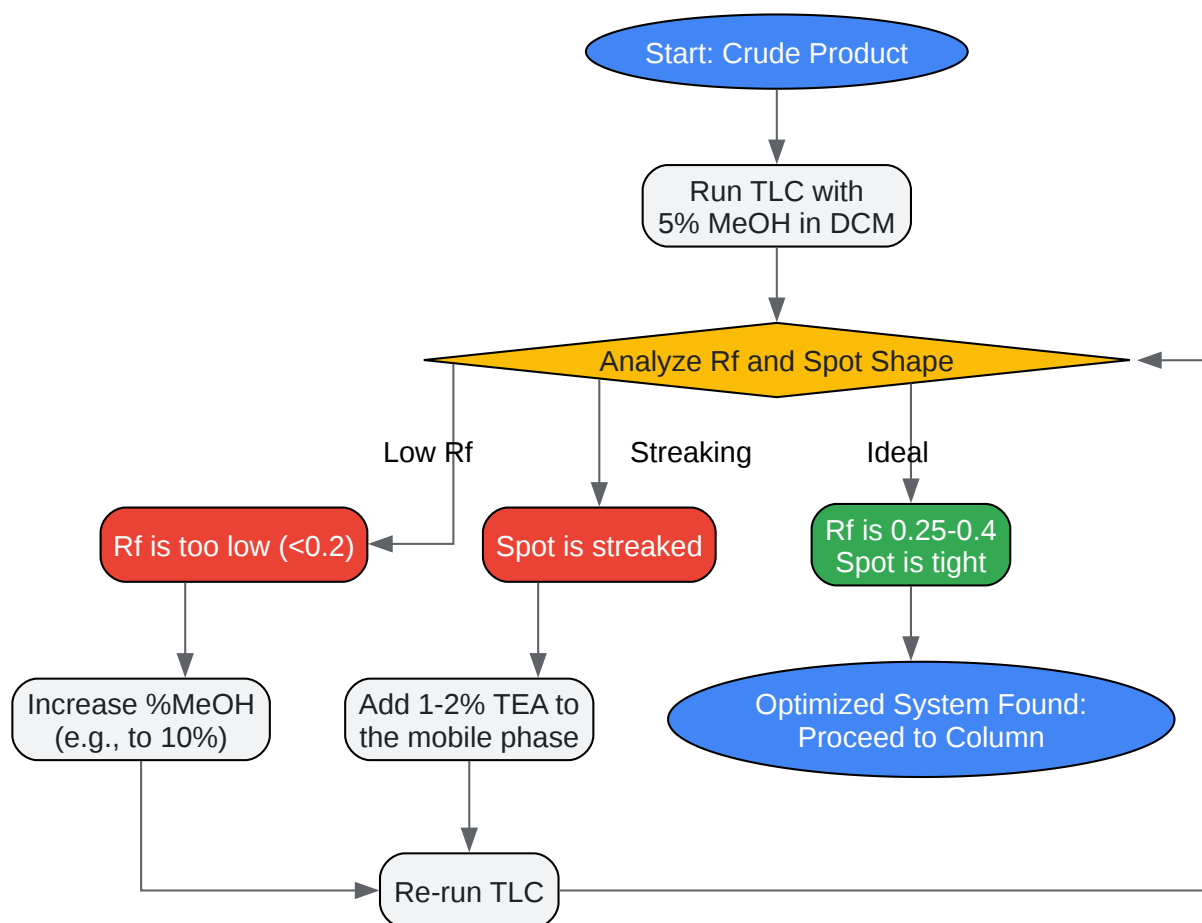 Start: Crude Product
Run TLC with
5% MeOH in DCM
Analyze Rf and Spot Shape
Low Rf
Streaking
Ideal
Rf is too low (<0.2)
Spot is streaked
Rf is 0.25-0.4
Spot is tight
Increase %MeOH
(e.g., to 10%)
Add 1-2% TEA to
the mobile phase
Optimized System Found:
Proceed to Column
Re-run TLC